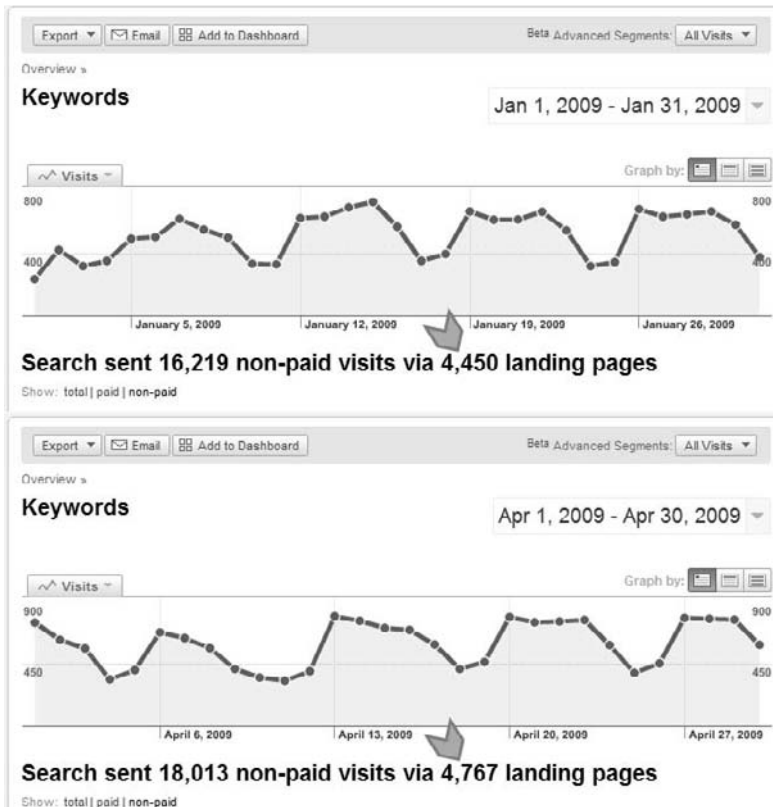 Export Email Add to Dashboard Beta Advanced Segments: All Visits
Overview »
Keywords
Jan 1, 2009 - Jan 31, 2009
Visits Graph by:
800 800
400 400
January 5, 2009 January 12, 2009 January 19, 2009 January 26, 2009
Search sent 16,219 non-paid visits via 4,450 landing pages
Show: total | paid | non-paid
Export Email Add to Dashboard Beta Advanced Segments: All Visits
Overview »
Keywords
Apr 1, 2009 - Apr 30, 2009
Visits Graph by:
900 900
450 450
April 6, 2009 April 13, 2009 April 20, 2009 April 27, 2009
Search sent 18,013 non-paid visits via 4,767 landing pages
Show: total | paid | non-paid